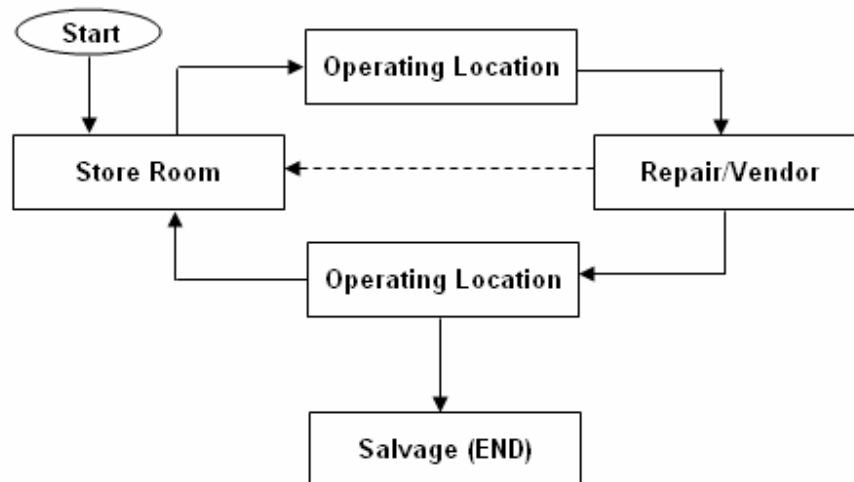 Start
Operating Location
Store Room
Repair/Vendor
Operating Location
Salvage (END)